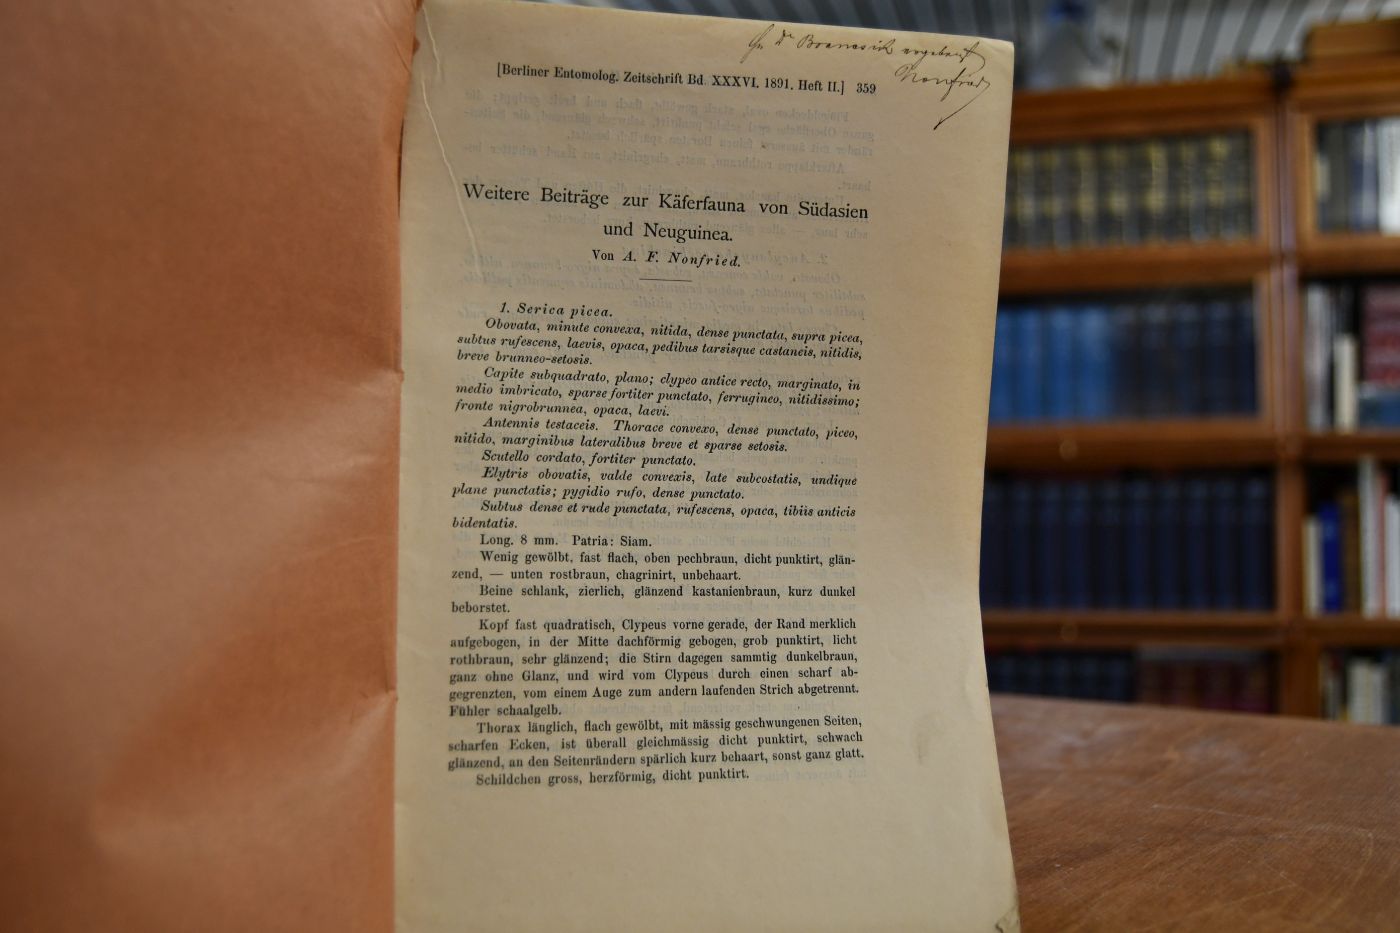 Hr Dr ergebenst
Nonfried
[Berliner Entomolog. Zeitschrift Bd. XXXVI. 1891. Heft II.] 359
Weitere Beiträge zur Käferfauna von Südasien
und Neuguinea.
Von A. F. Nonfried.
1. Serica picea.
Obovata, minute convexa, nitida, dense punctata, supra picea,
subtus rufescens, laevis, opaca, pedibus tarsisque castaneis, nitidis,
breve brunneo-setosis.
Capite subquadrato, plano; clypeo antice recto, marginato, in
medio imbricato, sparse fortiter punctato, ferrugineo, nitidissimo;
fronte nigrobrunnea, opaca, laevi.
Antennis testaceis. Thorace convexo, dense punctato, piceo,
nitido, marginibus lateralibus breve et sparse setosis.
Scutello cordato, fortiter punctato.
Elytris obovatis, valde convexis, late subcostatis, undique
plane punctatis; pygidio rufo, dense punctato.
Subtus dense et rude punctata, rufescens, opaca, tibiis anticis
bidentatis.
Long. 8 mm. Patria: Siam.
Wenig gewölbt, fast flach, oben pechbraun, dicht punktirt, glän-
zend, — unten rostbraun, chagrinirt, unbehaart.
Beine schlank, zierlich, glänzend kastanienbraun, kurz dunkel
beborstet.
Kopf fast quadratisch, Clypeus vorne gerade, der Rand merklich
aufgebogen, in der Mitte dachförmig gebogen, grob punktirt, licht
rothbraun, sehr glänzend; die Stirn dagegen sammtig dunkelbraun,
ganz ohne Glanz, und wird vom Clypeus durch einen scharf ab-
gegrenzten, vom einem Auge zum andern laufenden Strich abgetrennt.
Fühler schaalgelb.
Thorax länglich, flach gewölbt, mit mässig geschwungenen Seiten,
scharfen Ecken, ist überall gleichmässig dicht punktirt, schwach
glänzend, an den Seitenrändern spärlich kurz behaart, sonst ganz glatt.
Schildchen gross, herzförmig, dicht punktirt.